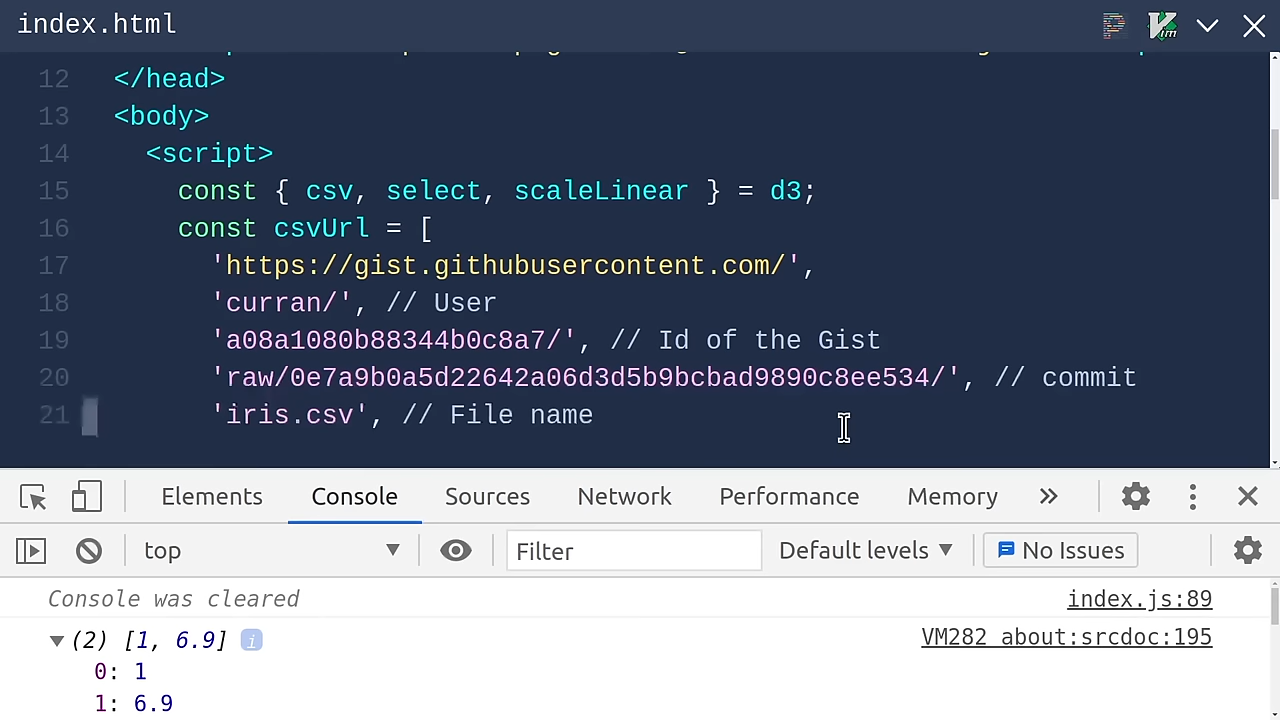 index.html
12 </head>
13 <body>
14 <script>
15 const { csv, select, scaleLinear } = d3;
16 const csvUrl = [
17 'https://gist.githubusercontent.com/',
18 'curran/', // User
19 'a08a1080b88344b0c8a7/', // Id of the Gist
20 'raw/0e7a9b0a5d22642a06d3d5b9bcbad9890c8ee534/', // commit
21 'iris.csv', // File name
Elements Console Sources Network Performance Memory »
top Filter Default levels No Issues
Console was cleared index.js:89
(2) [1, 6.9] i VM282 about:srcdoc:195
0: 1
1: 6.9